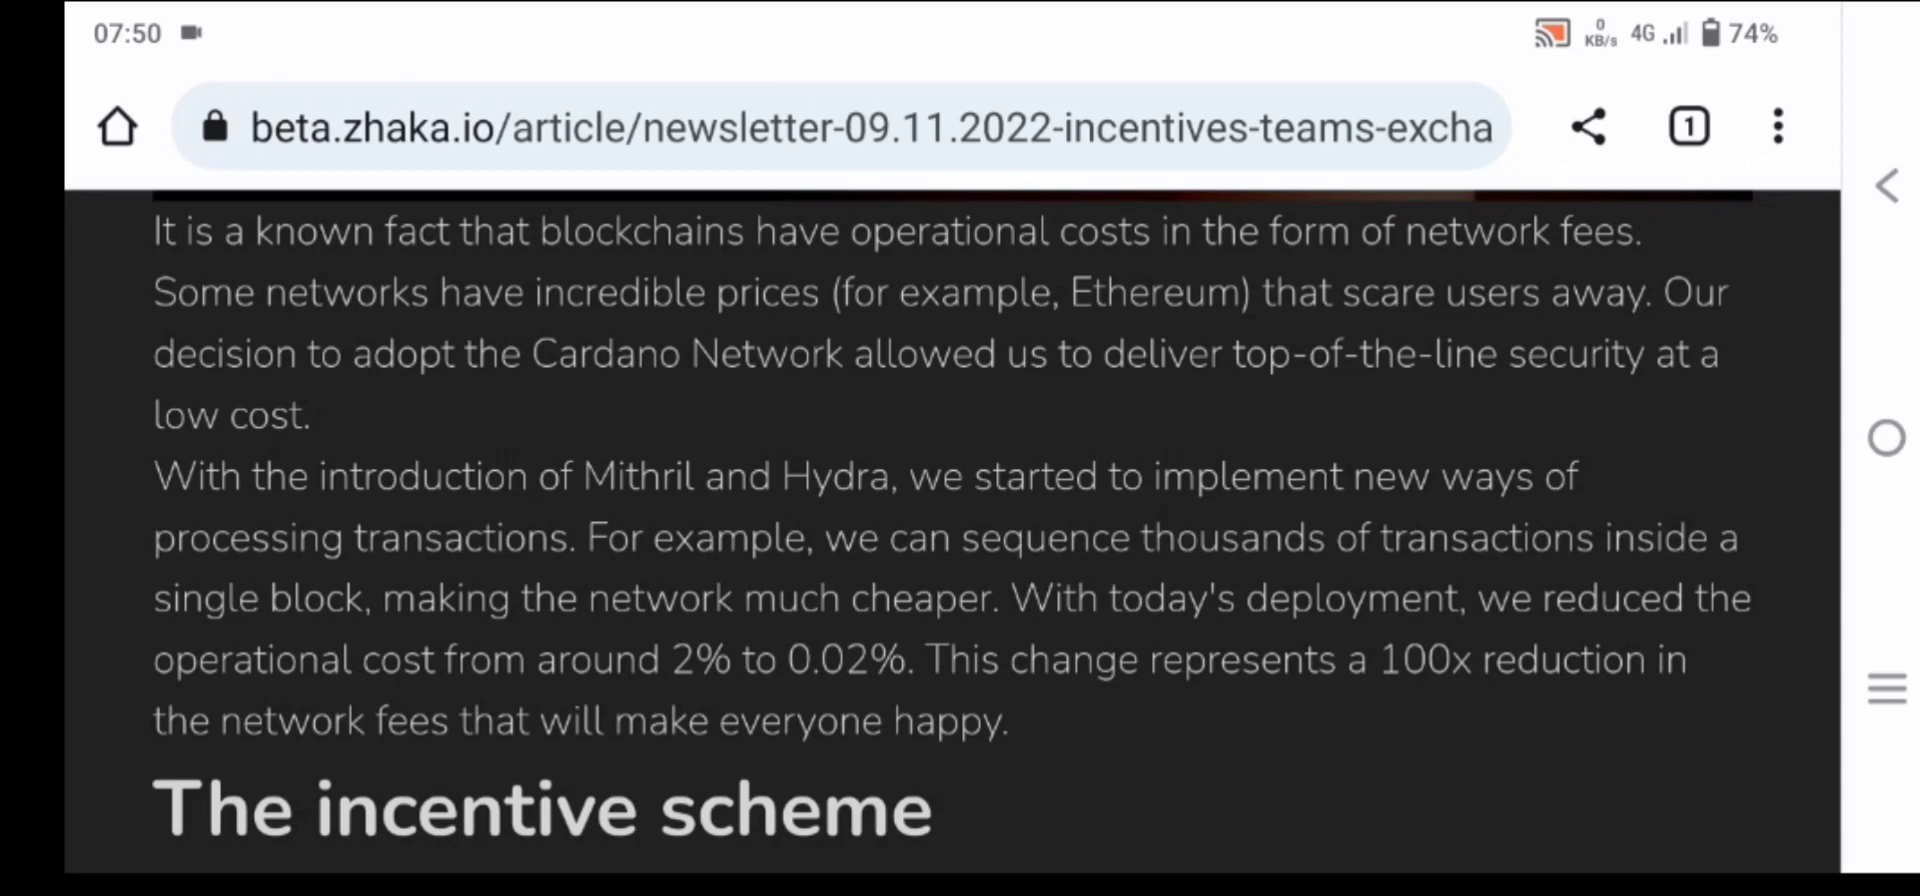 07:50
0 KB/s 4G 74%
beta.zhaka.io/article/newsletter-09.11.2022-incentives-teams-excha
1
It is a known fact that blockchains have operational costs in the form of network fees.
Some networks have incredible prices (for example, Ethereum) that scare users away. Our
decision to adopt the Cardano Network allowed us to deliver top-of-the-line security at a
low cost.
With the introduction of Mithril and Hydra, we started to implement new ways of
processing transactions. For example, we can sequence thousands of transactions inside a
single block, making the network much cheaper. With today's deployment, we reduced the
operational cost from around 2% to 0.02%. This change represents a 100x reduction in
the network fees that will make everyone happy.
The incentive scheme